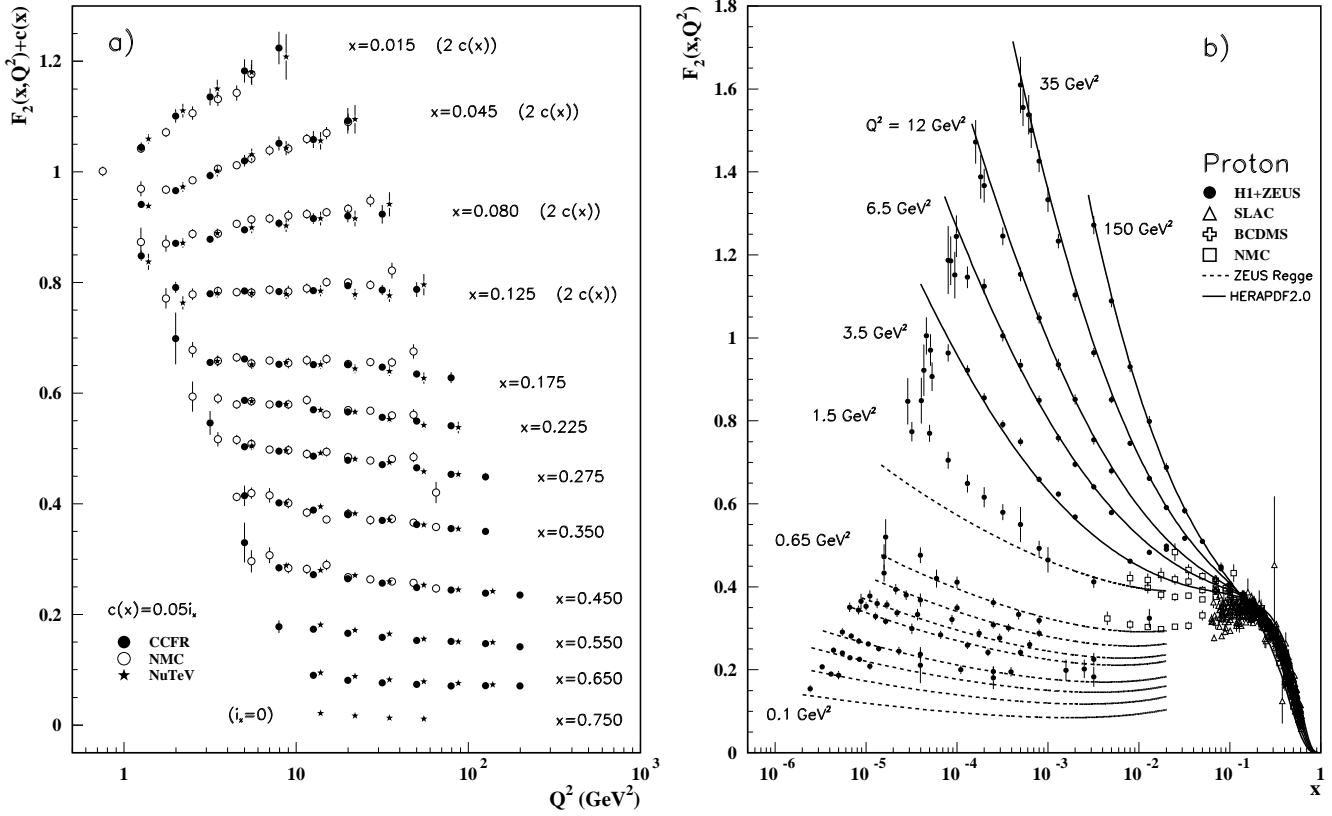 F₂(x,Q²)+c(x)
1.2
1
0.8
0.6
0.4
0.2
0
a)
x=0.015 (2 c(x))
x=0.045 (2 c(x))
x=0.080 (2 c(x))
x=0.125 (2 c(x))
x=0.175
x=0.225
x=0.275
x=0.350
x=0.450
x=0.550
x=0.650
x=0.750
c(x)=0.05iₓ
CCFR
NMC
NuTeV
(iₓ=0)
1
10
10²
10³
Q² (GeV²)
F₂(x,Q²)
1.8
1.6
1.4
1.2
1
0.8
0.6
0.4
0.2
0
b)
35 GeV²
Q² = 12 GeV²
6.5 GeV²
150 GeV²
3.5 GeV²
1.5 GeV²
0.65 GeV²
0.1 GeV²
Proton
H1+ZEUS
SLAC
BCDMS
NMC
ZEUS Regge
HERAPDF2.0
10⁻⁶
10⁻⁵
10⁻⁴
10⁻³
10⁻²
10⁻¹
1
x